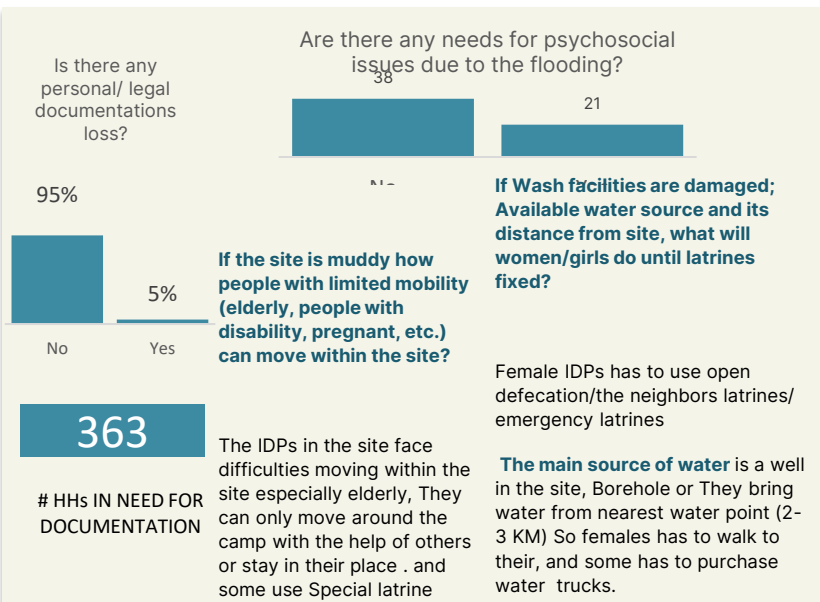 Is there any
personal/ legal
documentations
loss?
95%
5%
No
Yes
363
# HHs IN NEED FOR
DOCUMENTATION
Are there any needs for psychosocial
issues due to the flooding?
38
21
No
If the site is muddy how
people with limited mobility
(elderly, people with
disability, pregnant, etc.)
can move within the site?
The IDPs in the site face
difficulties moving within the
site especially elderly, They
can only move around the
camp with the help of others
or stay in their place . and
some use Special latrine
If Wash facilities are damaged;
Available water source and its
distance from site, what will
women/girls do until latrines
fixed?
Female IDPs has to use open
defecation/the neighbors latrines/
emergency latrines
The main source of water is a well
in the site, Borehole or They bring
water from nearest water point (2-
3 KM) So females has to walk to
their, and some has to purchase
water trucks.